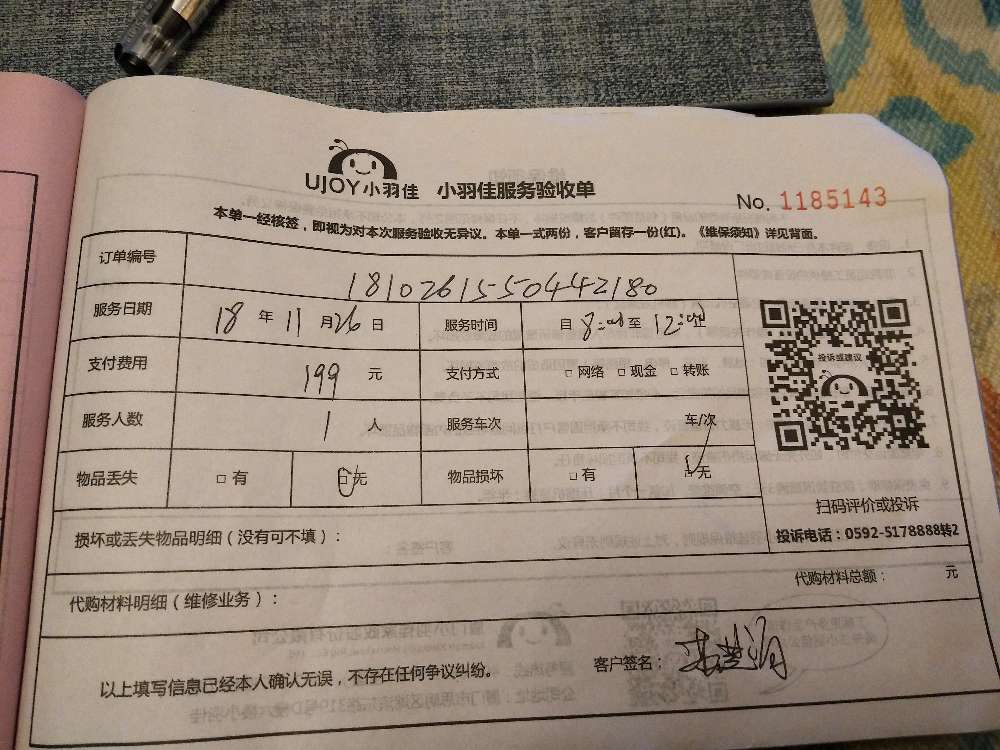 UJOY小羽佳 小羽佳服务验收单
No. 1185143
本单一经核签，即视为对本次服务验收无异议。本单一式两份，客户留存一份(红)。《维保须知》详见背面。
订单编号 1810261550442180
服务日期 18 年 11 月 26 日 服务时间 自 8:00 至 12:00 止
支付费用 199 元 支付方式 □ 网络 □ 现金 □ 转账
服务人数 1 人 服务车次 车/次
物品丢失 □ 有 □ 无 物品损坏 □ 有 □ 无
投诉或建议
扫码评价或投诉
投诉电话：0592-5178888转2
损坏或丢失物品明细（没有可不填）：
代购材料明细（维修业务）： 代购材料总额： 元
以上填写信息已经本人确认无误，不存在任何争议纠纷。 客户签名：